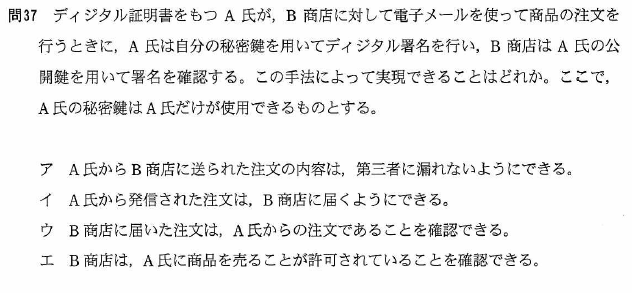 問37 ディジタル証明書をもつ A 氏が，B 商店に対して電子メールを使って商品の注文を
行うときに，A 氏は自分の秘密鍵を用いてディジタル署名を行い，B 商店は A 氏の公
開鍵を用いて署名を確認する。この手法によって実現できることはどれか。ここで，
A 氏の秘密鍵は A 氏だけが使用できるものとする。
ア A 氏から B 商店に送られた注文の内容は，第三者に漏れないようにできる。
イ A 氏から発信された注文は，B 商店に届くようにできる。
ウ B 商店に届いた注文は，A 氏からの注文であることを確認できる。
エ B 商店は，A 氏に商品を売ることが許可されていることを確認できる。